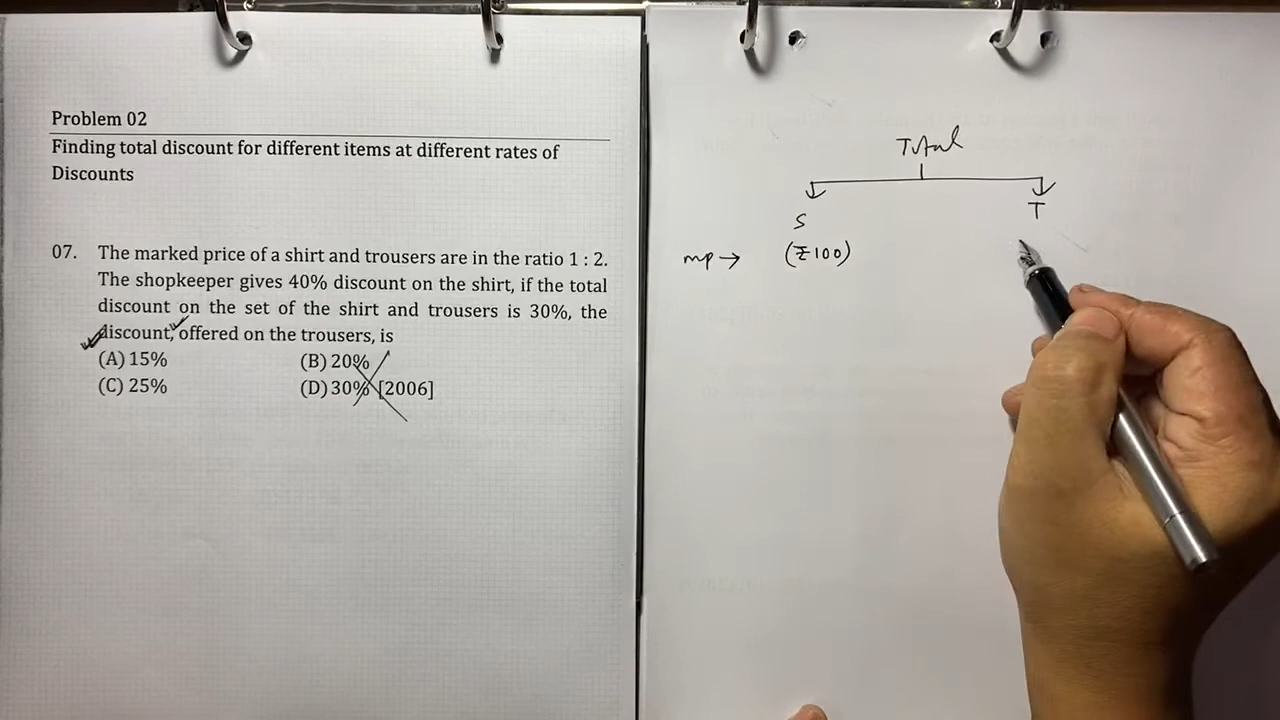 Problem 02
Finding total discount for different items at different rates of
Discounts
07. The marked price of a shirt and trousers are in the ratio 1 : 2.
The shopkeeper gives 40% discount on the shirt, if the total
discount on the set of the shirt and trousers is 30%, the
discount, offered on the trousers, is
(A) 15% (B) 20%
(C) 25% (D) 30% [2006]
Total
S T
mp → (₹100)